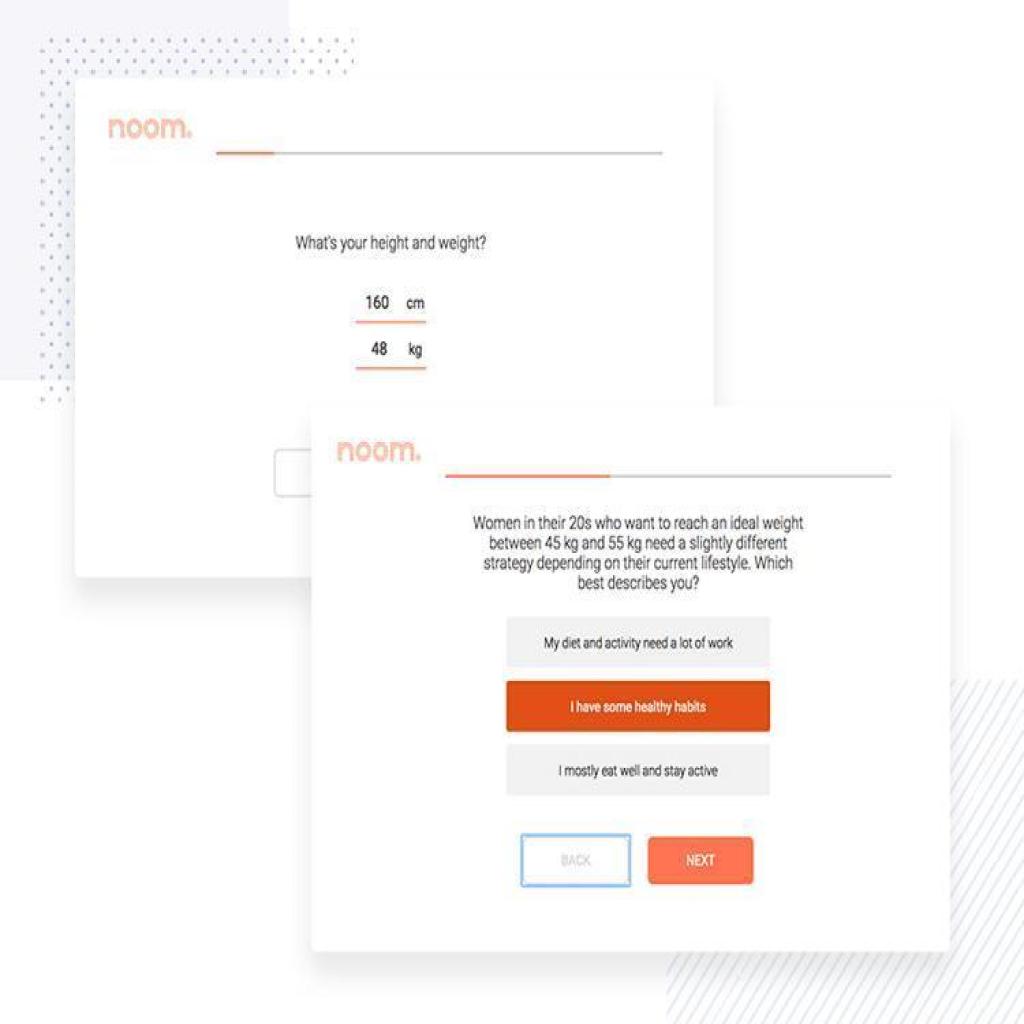 noom.
What's your height and weight?
160 cm
48 kg
noom.
Women in their 20s who want to reach an ideal weight
between 45 kg and 55 kg need a slightly different
strategy depending on their current lifestyle. Which
best describes you?
My diet and activity need a lot of work
I have some healthy habits
I mostly eat well and stay active
BACK NEXT